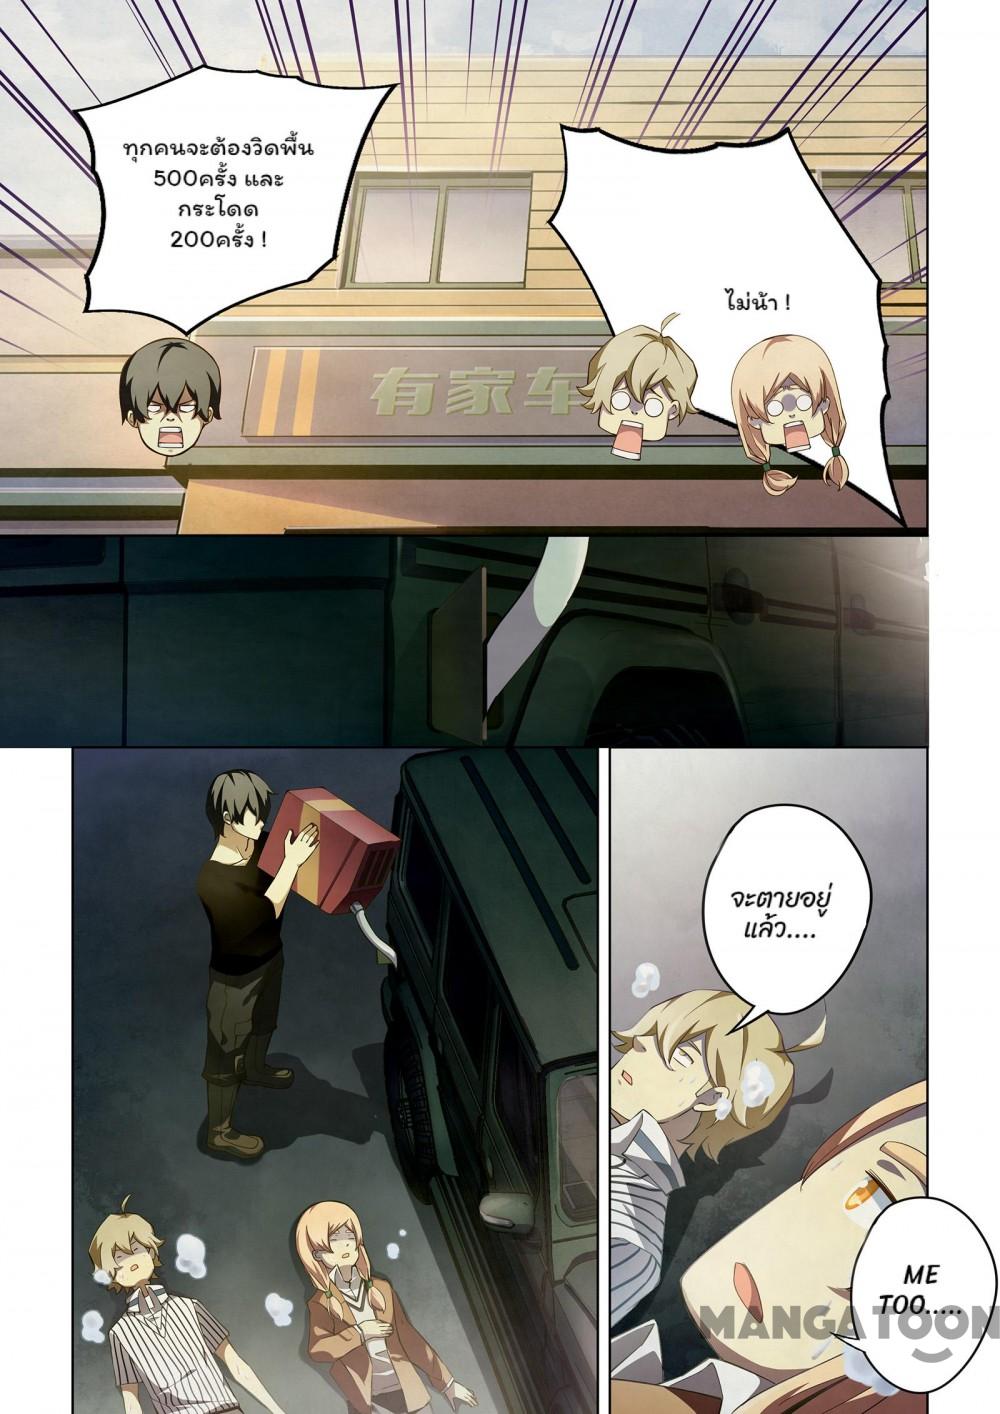 ทุกคนจะต้องวิดพื้น
500ครั้ง และ
กระโดด
200ครั้ง !
ไม่น้า !
有家车
จะตายอยู่
แล้ว....
ME
TOO.....
MANGATOON